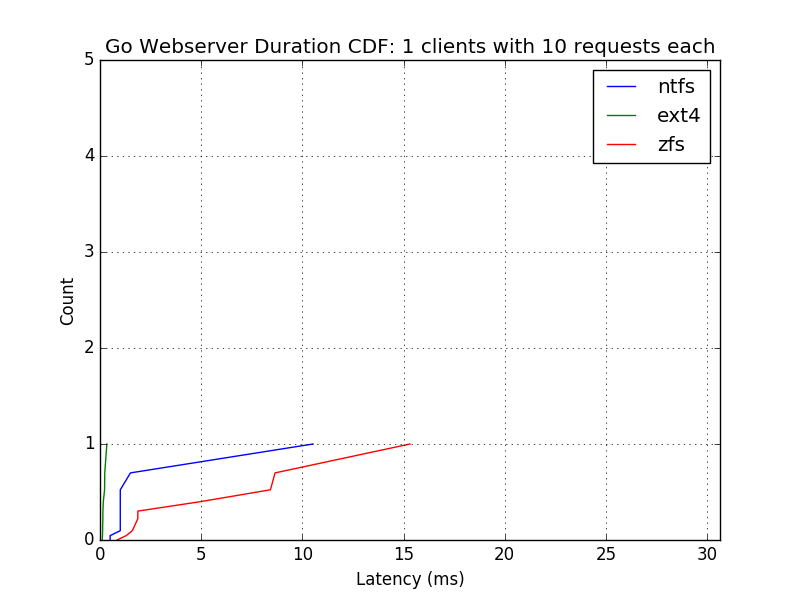 Go Webserver Duration CDF: 1 clients with 10 requests each
5
4
3
2
1
0
Count
ntfs
ext4
zfs
0 5 10 15 20 25 30
Latency (ms)